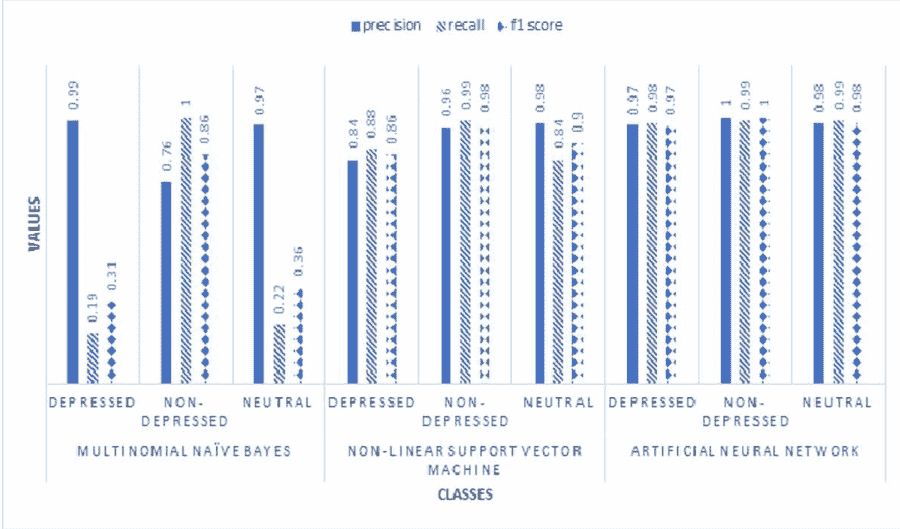 precision recall f1 score
0.99 0.19 0.31 0.76 1 0.86 0.97 0.22 0.36 0.84 0.88 0.86 0.96 0.99 0.98 0.98 0.84 0.9 0.97 0.98 0.97 1 0.99 1 0.98 0.99 0.98
VALUES
DEPRESSED NON- NEUTRAL DEPRESSED NON- NEUTRAL DEPRESSED NON- NEUTRAL
DEPRESSED DEPRESSED DEPRESSED
MULTINOMIAL NAÏVE BAYES NON-LINEAR SUPPORT VECTOR ARTIFICIAL NEURAL NETWORK
MACHINE
CLASSES